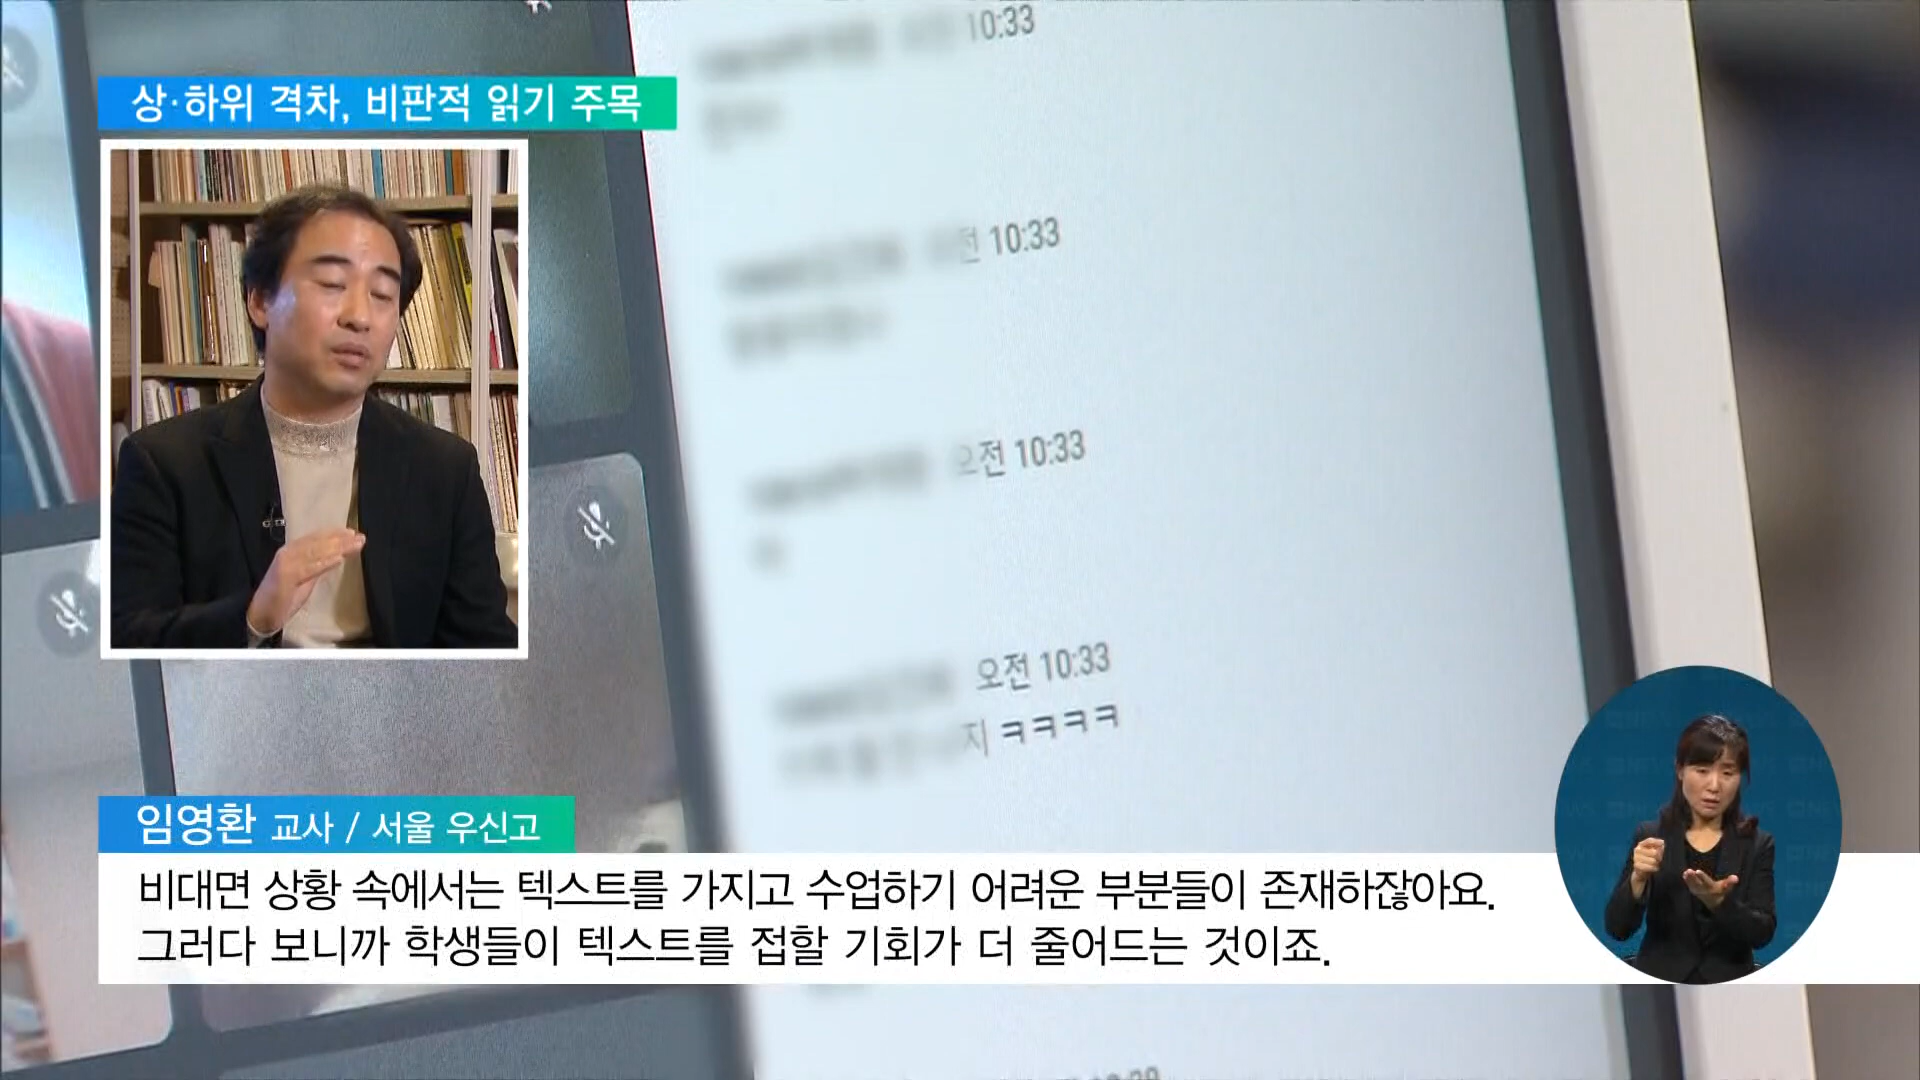 상·하위 격차, 비판적 읽기 주목
10:33
전 10:33
오전 10:33
오전 10:33
지 ㅋㅋㅋㅋ
임영환 교사 / 서울 우신고
비대면 상황 속에서는 텍스트를 가지고 수업하기 어려운 부분들이 존재하잖아요.
그러다 보니까 학생들이 텍스트를 접할 기회가 더 줄어드는 것이죠.